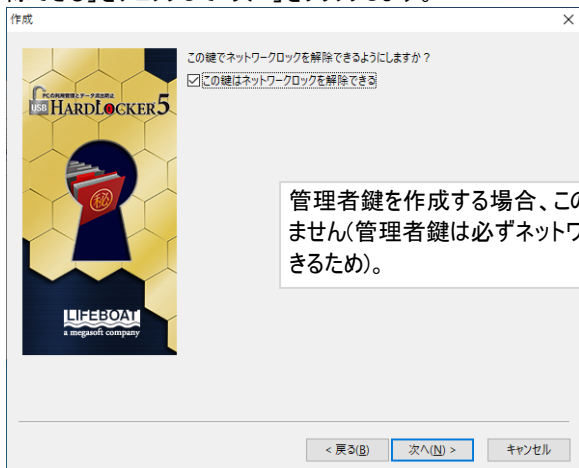 作成
この鍵でネットワークロックを解除できるようにしますか？
この鍵はネットワークロックを解除できる
PCの利用管理とデータ流出防止
USB HARDLOCKER5
秘
管理者鍵を作成する場合、この
ません(管理者鍵は必ずネットワ
きるため)。
LIFEBOAT
a megasoft company
< 戻る(B)
次へ(N) >
キャンセル